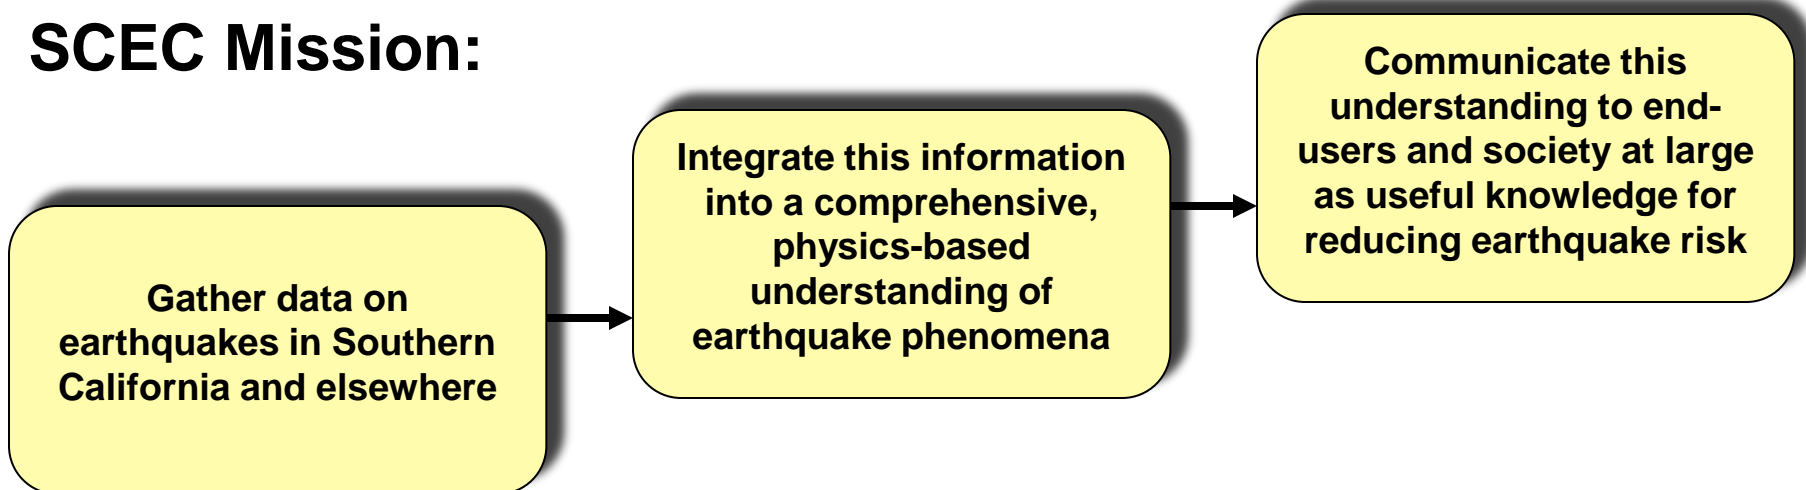 SCEC Mission:
Gather data on
earthquakes in Southern
California and elsewhere
Integrate this information
into a comprehensive,
physics-based
understanding of
earthquake phenomena
Communicate this
understanding to end-
users and society at large
as useful knowledge for
reducing earthquake risk